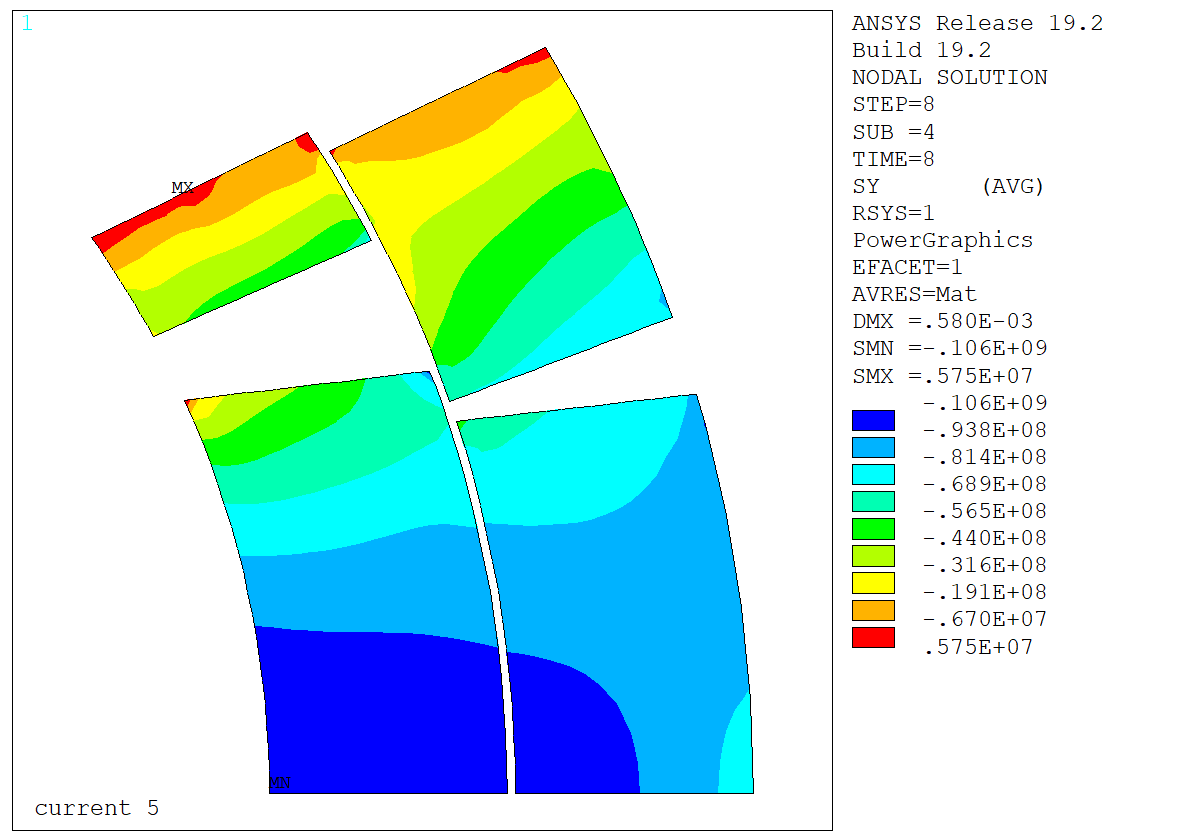 1
ANSYS Release 19.2
Build 19.2
NODAL SOLUTION
STEP=8
SUB =4
TIME=8
SY (AVG)
RSYS=1
PowerGraphics
EFACET=1
AVRES=Mat
DMX =.580E-03
SMN =-.106E+09
SMX =.575E+07
-.106E+09
-.938E+08
-.814E+08
-.689E+08
-.565E+08
-.440E+08
-.316E+08
-.191E+08
-.670E+07
.575E+07
MX
MN
current 5